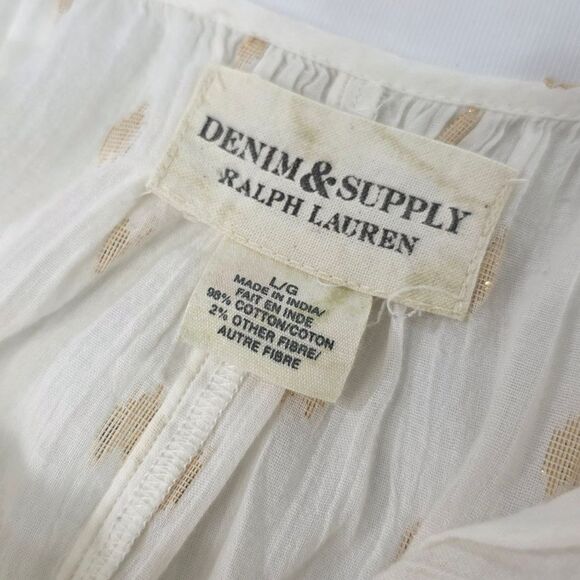 DENIM & SUPPLY
RALPH LAUREN
L/G
MADE IN INDIA/
FAIT EN INDE
98% COTTON/COTON
2% OTHER FIBRE/
AUTRE FIBRE